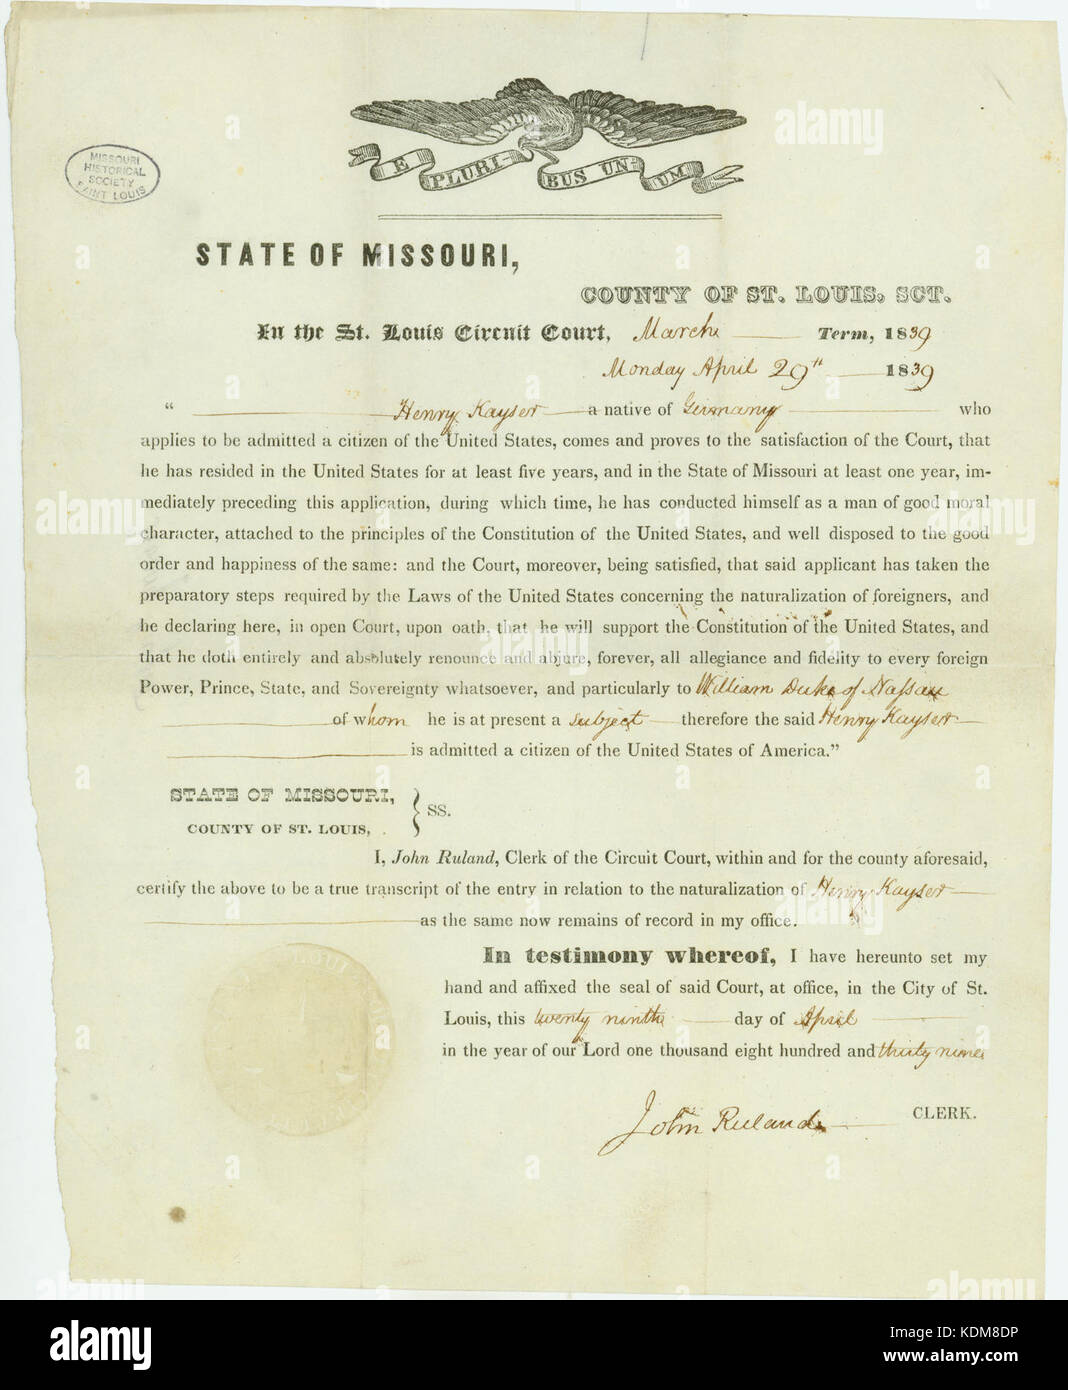 E PLURIBUS UNUM
MISSOURI
HISTORICAL
SOCIETY
SAINT LOUIS
STATE OF MISSOURI,
COUNTY OF ST. LOUIS, SCT.
In the St. Louis Circuit Court, March Term, 1839
Monday April 29th 1839
“ Henry Kayser a native of Germany who
applies to be admitted a citizen of the United States, comes and proves to the satisfaction of the Court, that
he has resided in the United States for at least five years, and in the State of Missouri at least one year, im-
mediately preceding this application, during which time, he has conducted himself as a man of good moral
character, attached to the principles of the Constitution of the United States, and well disposed to the good
order and happiness of the same: and the Court, moreover, being satisfied, that said applicant has taken the
preparatory steps required by the Laws of the United States concerning the naturalization of foreigners, and
he declaring here, in open Court, upon oath, that he will support the Constitution of the United States, and
that he doth entirely and absolutely renounce and abjure, forever, all allegiance and fidelity to every foreign
Power, Prince, State, and Sovereignty whatsoever, and particularly to William Duke of Nassau
of whom he is at present a subject therefore the said Henry Kayser
is admitted a citizen of the United States of America.”
STATE OF MISSOURI,
COUNTY OF ST. LOUIS, } SS.
I, John Ruland, Clerk of the Circuit Court, within and for the county aforesaid,
certify the above to be a true transcript of the entry in relation to the naturalization of Henry Kayser
as the same now remains of record in my office.
In testimony whereof, I have hereunto set my
hand and affixed the seal of said Court, at office, in the City of St.
Louis, this twenty ninth day of April
in the year of our Lord one thousand eight hundred and thirty nine
John Ruland CLERK.
alamy
Image ID: KDM8DP
www.alamy.com